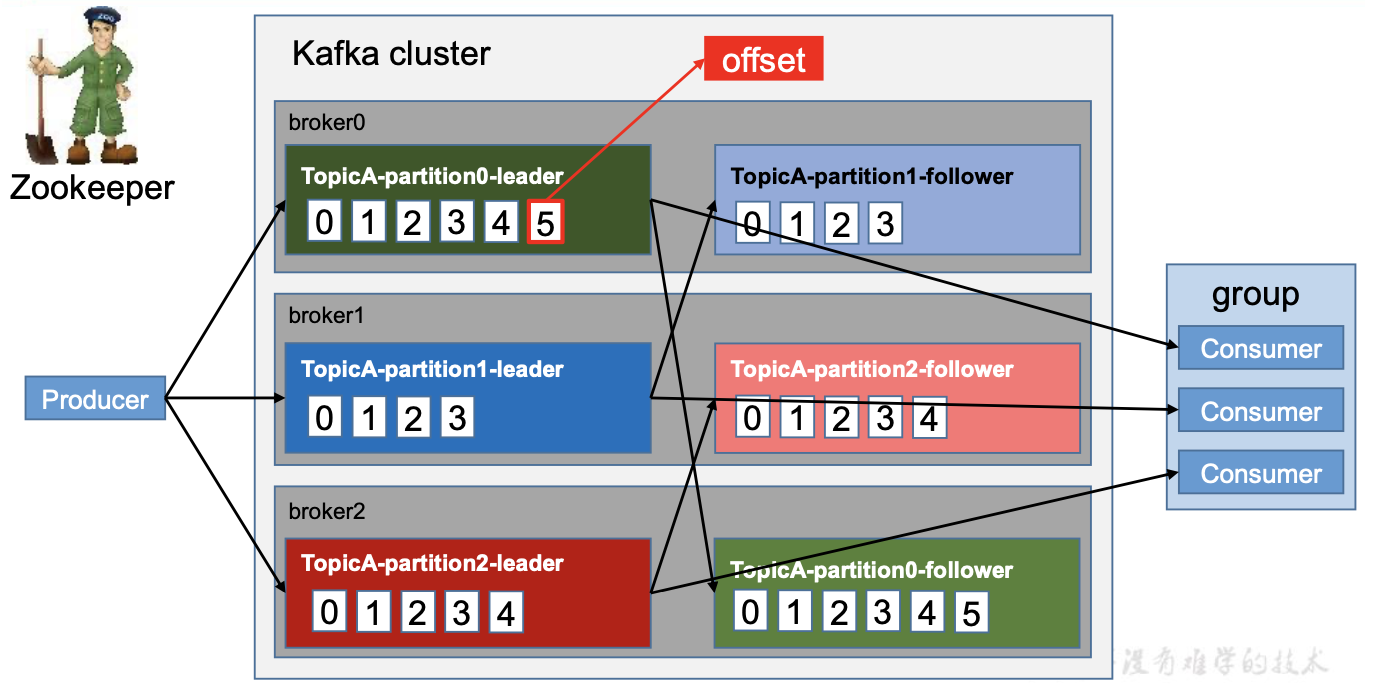 ZOO
Zookeeper
Kafka cluster
offset
broker0
TopicA-partition0-leader
0 1 2 3 4 5
TopicA-partition1-follower
0 1 2 3
broker1
TopicA-partition1-leader
0 1 2 3
TopicA-partition2-follower
0 1 2 3 4
broker2
TopicA-partition2-leader
0 1 2 3 4
TopicA-partition0-follower
0 1 2 3 4 5
Producer
group
Consumer
Consumer
Consumer
没有难学的技术